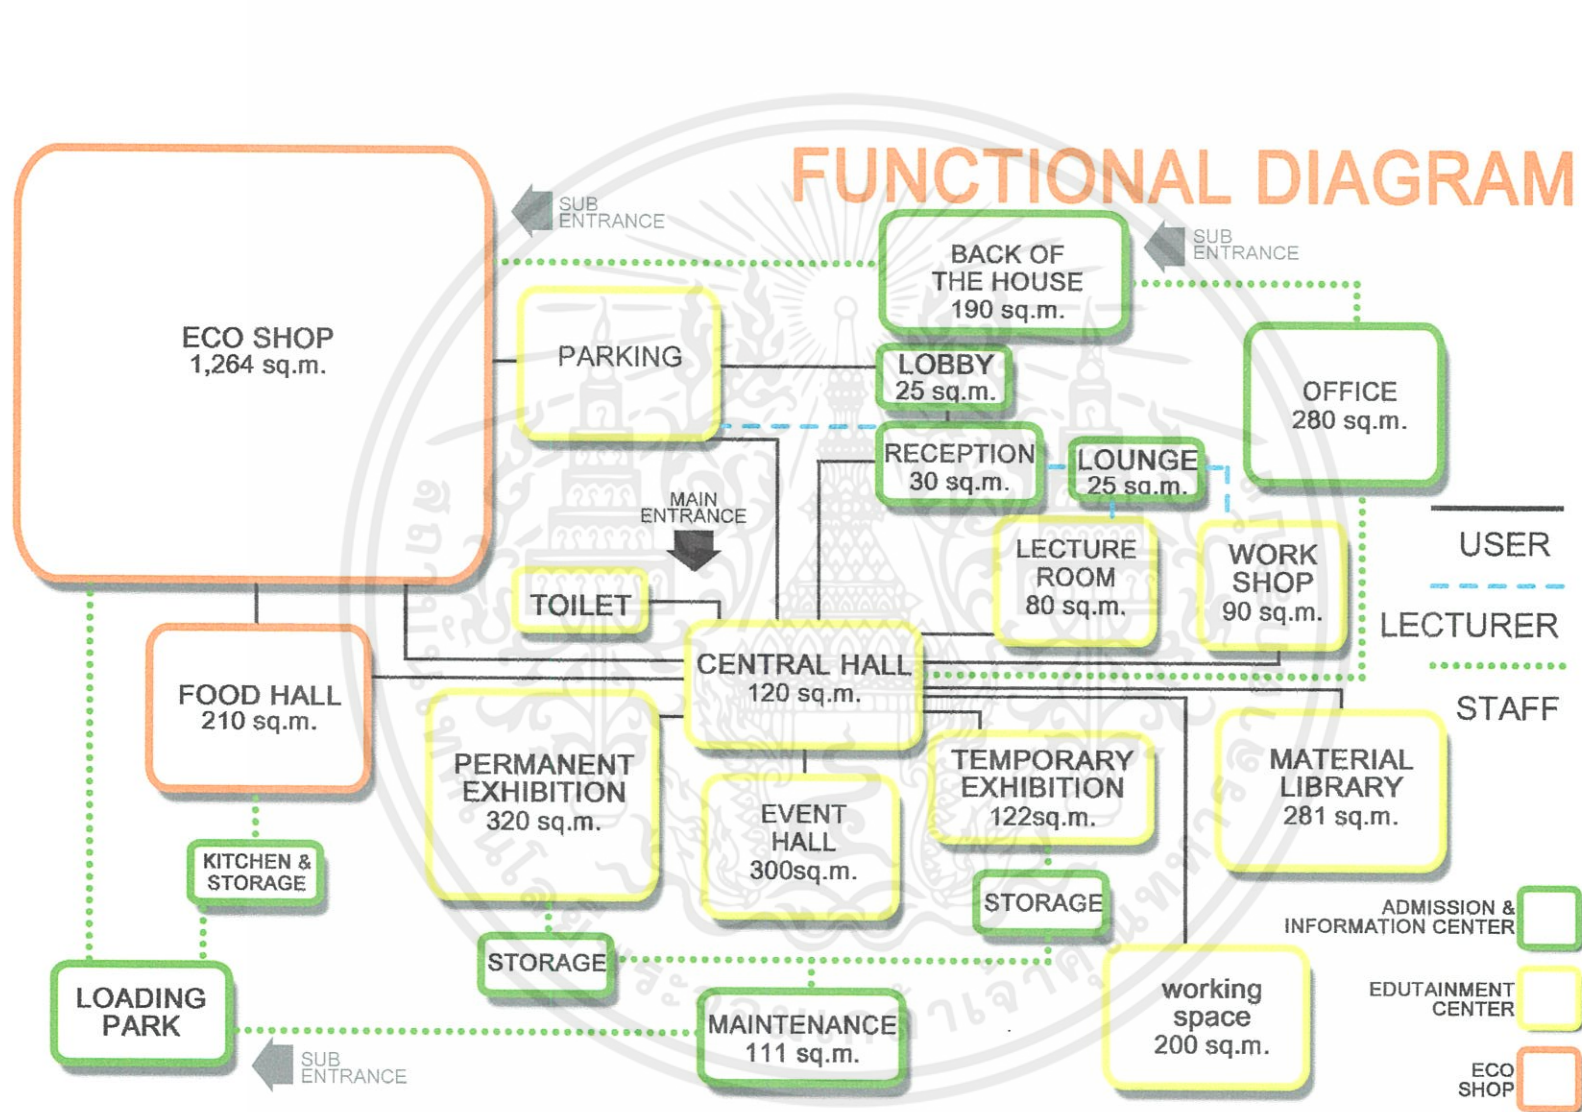 FUNCTIONAL DIAGRAM
SUB
ENTRANCE
ECO SHOP
1,264 sq.m.
PARKING
BACK OF
THE HOUSE
190 sq.m.
SUB
ENTRANCE
LOBBY
25 sq.m.
OFFICE
280 sq.m.
RECEPTION
30 sq.m.
LOUNGE
25 sq.m.
MAIN
ENTRANCE
LECTURE
ROOM
80 sq.m.
WORK
SHOP
90 sq.m.
USER
LECTURER
STAFF
TOILET
CENTRAL HALL
120 sq.m.
FOOD HALL
210 sq.m.
PERMANENT
EXHIBITION
320 sq.m.
EVENT
HALL
300sq.m.
TEMPORARY
EXHIBITION
122sq.m.
MATERIAL
LIBRARY
281 sq.m.
KITCHEN &
STORAGE
STORAGE
STORAGE
LOADING
PARK
MAINTENANCE
111 sq.m.
working
space
200 sq.m.
SUB
ENTRANCE
ADMISSION &
INFORMATION CENTER
EDUTAINMENT
CENTER
ECO
SHOP